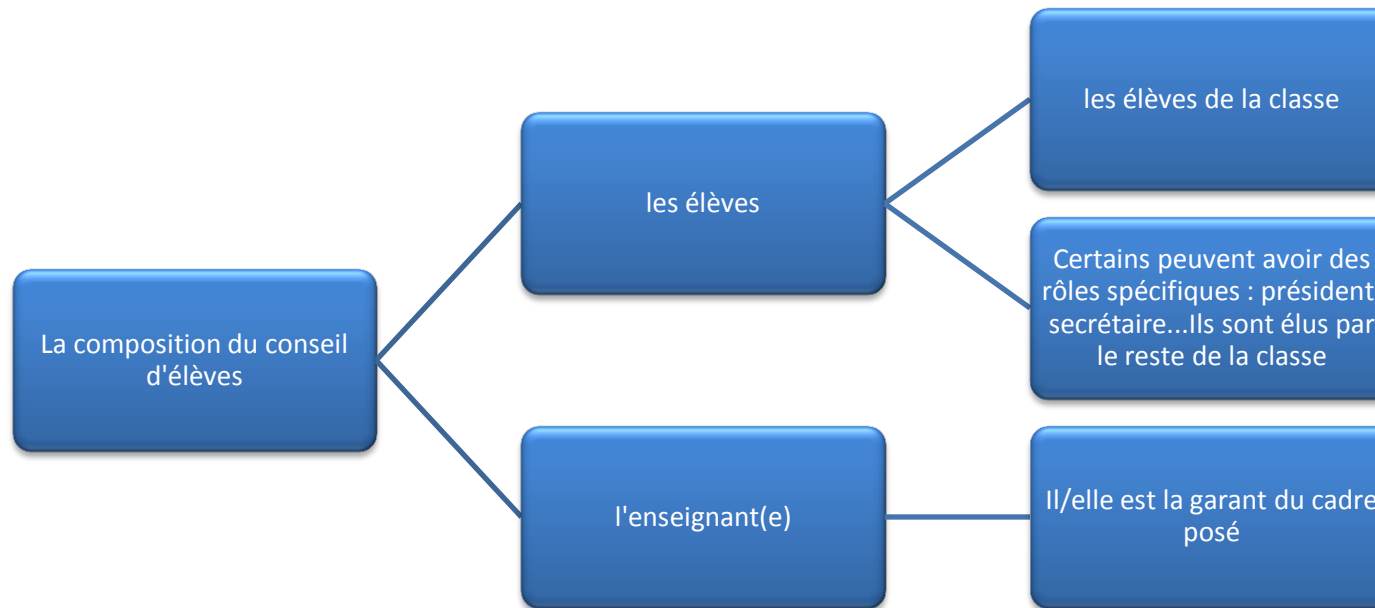 La composition du conseil
d'élèves
les élèves
les élèves de la classe
Certains peuvent avoir des
rôles spécifiques : président
secrétaire...Ils sont élus par
le reste de la classe
l'enseignant(e)
Il/elle est la garant du cadre
posé